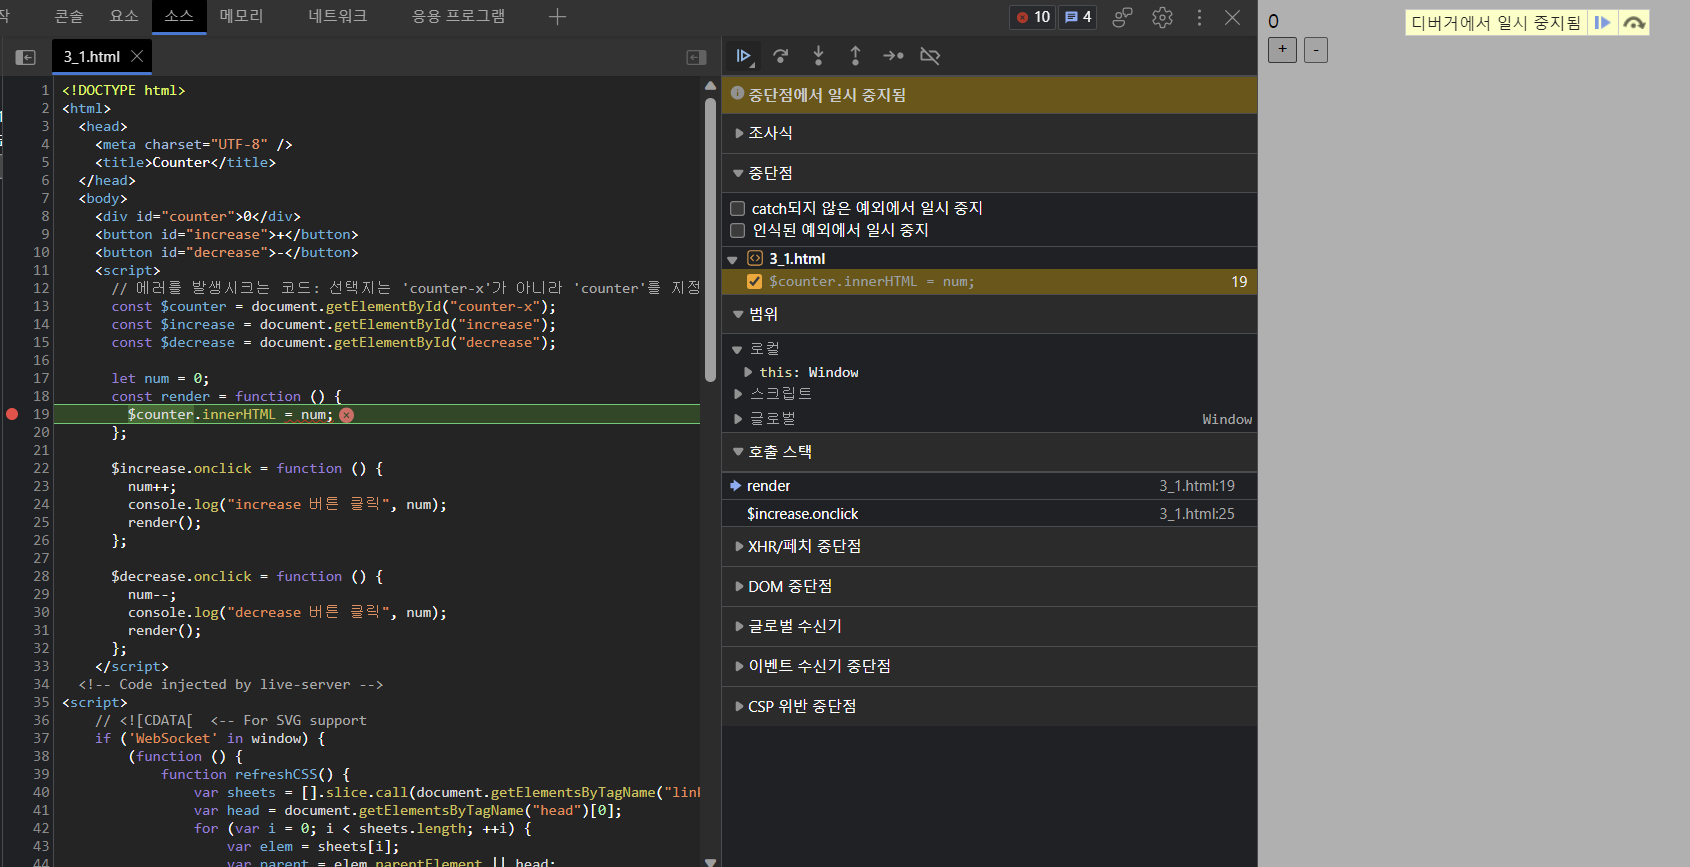 콘솔 요소 소스 메모리 네트워크 응용 프로그램
10 4
3_1.html
1 <!DOCTYPE html>
2 <html>
3 <head>
4 <meta charset="UTF-8" />
5 <title>Counter</title>
6 </head>
7 <body>
8 <div id="counter">0</div>
9 <button id="increase">+</button>
10 <button id="decrease">-</button>
11 <script>
12 // 에러를 발생시크는 코드: 선택지는 'counter-x'가 아니라 'counter'를 지정
13 const $counter = document.getElementById("counter-x");
14 const $increase = document.getElementById("increase");
15 const $decrease = document.getElementById("decrease");
16
17 let num = 0;
18 const render = function () {
19 $counter.innerHTML = num;
20 };
21
22 $increase.onclick = function () {
23 num++;
24 console.log("increase 버튼 클릭", num);
25 render();
26 };
27
28 $decrease.onclick = function () {
29 num--;
30 console.log("decrease 버튼 클릭", num);
31 render();
32 };
33 </script>
34 <!-- Code injected by live-server -->
35 <script>
36 // <![CDATA[ <-- For SVG support
37 if ('WebSocket' in window) {
38 (function () {
39 function refreshCSS() {
40 var sheets = [].slice.call(document.getElementsByTagName("lin
41 var head = document.getElementsByTagName("head")[0];
42 for (var i = 0; i < sheets.length; ++i) {
43 var elem = sheets[i];
44 var parent = elem.parentElement || head;
중단점에서 일시 중지됨
조사식
중단점
catch되지 않은 예외에서 일시 중지
인식된 예외에서 일시 중지
3_1.html
$counter.innerHTML = num; 19
범위
로컬
this: Window
스크립트
글로벌 Window
호출 스택
render 3_1.html:19
$increase.onclick 3_1.html:25
XHR/페치 중단점
DOM 중단점
글로벌 수신기
이벤트 수신기 중단점
CSP 위반 중단점
0
+ -
디버거에서 일시 중지됨